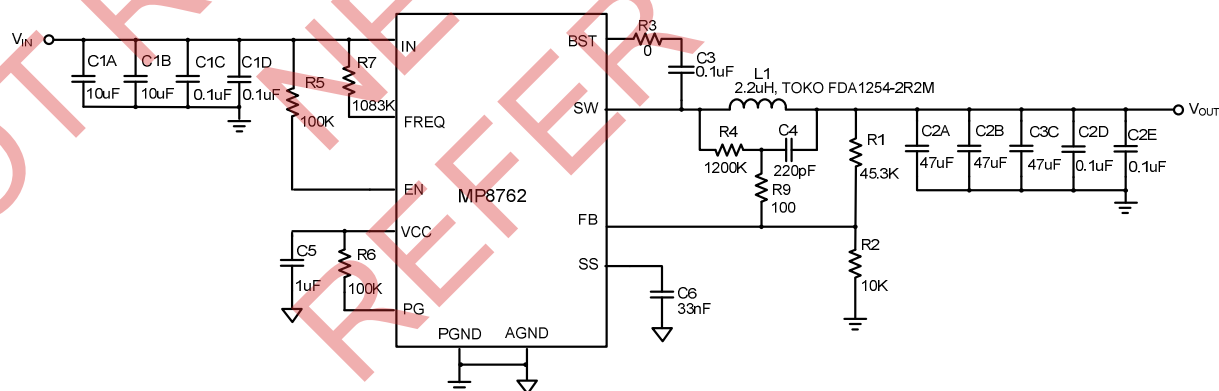 VIN
C1A
10uF
C1B
10uF
C1C
0.1uF
C1D
0.1uF
R5
100K
R7
1083K
IN
FREQ
EN
VCC
PG
PGND
AGND
MP8762
BST
SW
FB
SS
C5
1uF
R6
100K
R3
0
C3
0.1uF
L1
2.2uH, TOKO FDA1254-2R2M
R4
1200K
C4
220pF
R9
100
R1
45.3K
R2
10K
C6
33nF
C2A
47uF
C2B
47uF
C3C
47uF
C2D
0.1uF
C2E
0.1uF
VOUT
REFER